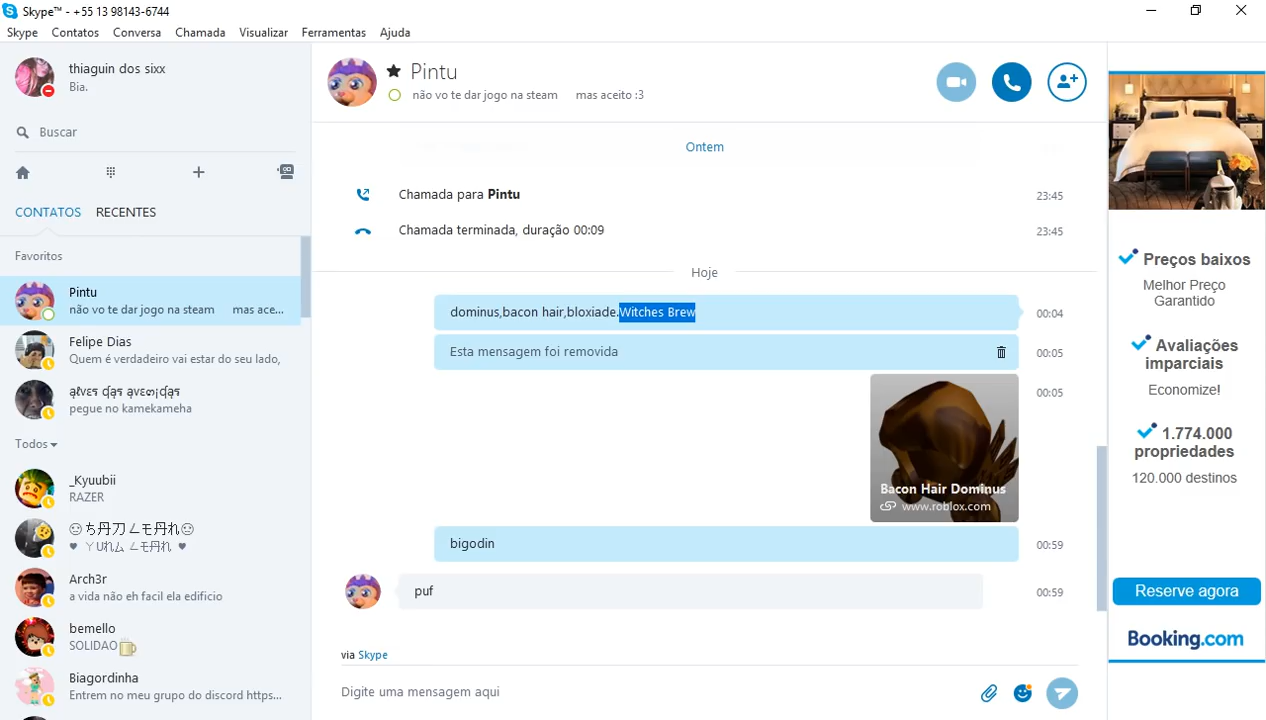 Skype™ - +55 13 98143-6744
Skype Contatos Conversa Chamada Visualizar Ferramentas Ajuda
thiaguin dos sixx
Bia.
Buscar
CONTATOS RECENTES
Favoritos
Pintu
não vo te dar jogo na steam mas ace...
Felipe Dias
Quem é verdadeiro vai estar do seu lado,
pegue no kamekameha
Todos
_Kyuubii
RAZER
Arch3r
a vida não eh facil ela edificio
bemello
SOLIDAO
Biagordinha
Entrem no meu grupo do discord https...
Pintu
não vo te dar jogo na steam mas aceito :3
Ontem
Chamada para Pintu 23:45
Chamada terminada, duração 00:09 23:45
Hoje
dominus,bacon hair,bloxiade.Witches Brew 00:04
Esta mensagem foi removida 00:05
00:05
Bacon Hair Dominus
www.roblox.com
bigodin 00:59
puf 00:59
via Skype
Digite uma mensagem aqui
Preços baixos
Melhor Preço
Garantido
Avaliações
imparciais
Economize!
1.774.000
propriedades
120.000 destinos
Reserve agora
Booking.com